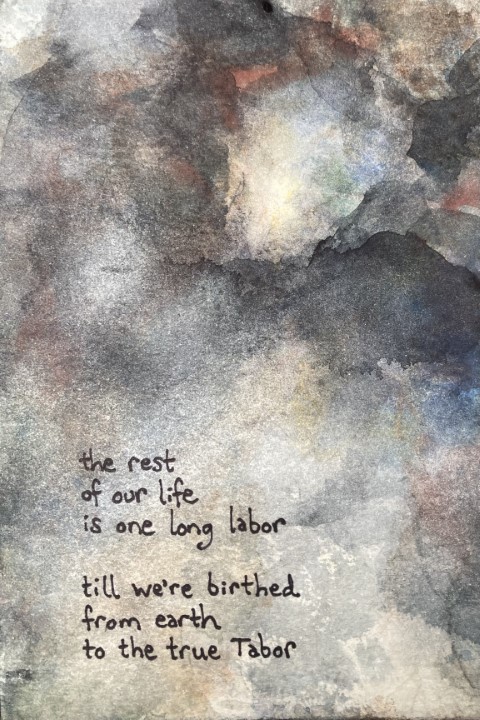 the rest
of our life
is one long labor
till we're birthed
from earth
to the true Tabor